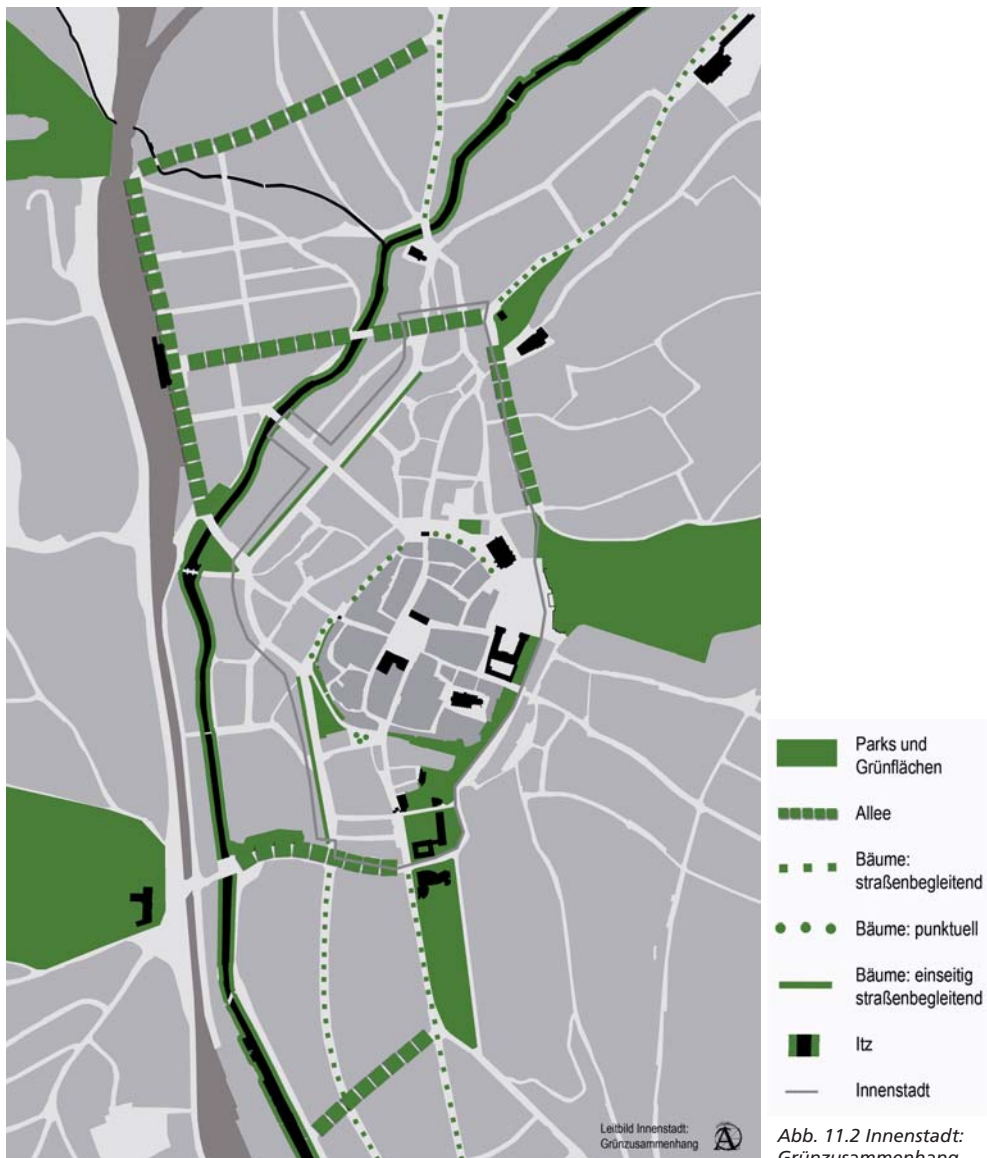 Parks und
Grünflächen
Allee
Bäume:
straßenbegleitend
Bäume: punktuell
Bäume: einseitig
straßenbegleitend
Itz
Innenstadt
Leitbild Innenstadt:
Grünzusammenhang
Abb. 11.2 Innenstadt:
Grünzusammenhang